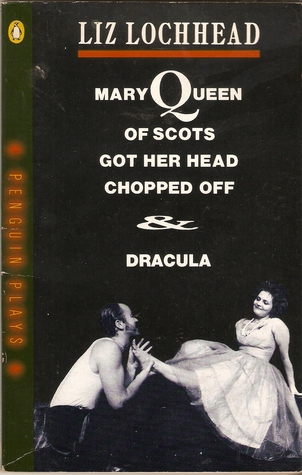 LIZ LOCHHEAD
MARY QUEEN
OF SCOTS
GOT HER HEAD
CHOPPED OFF
&
DRACULA
PENGUIN PLAYS